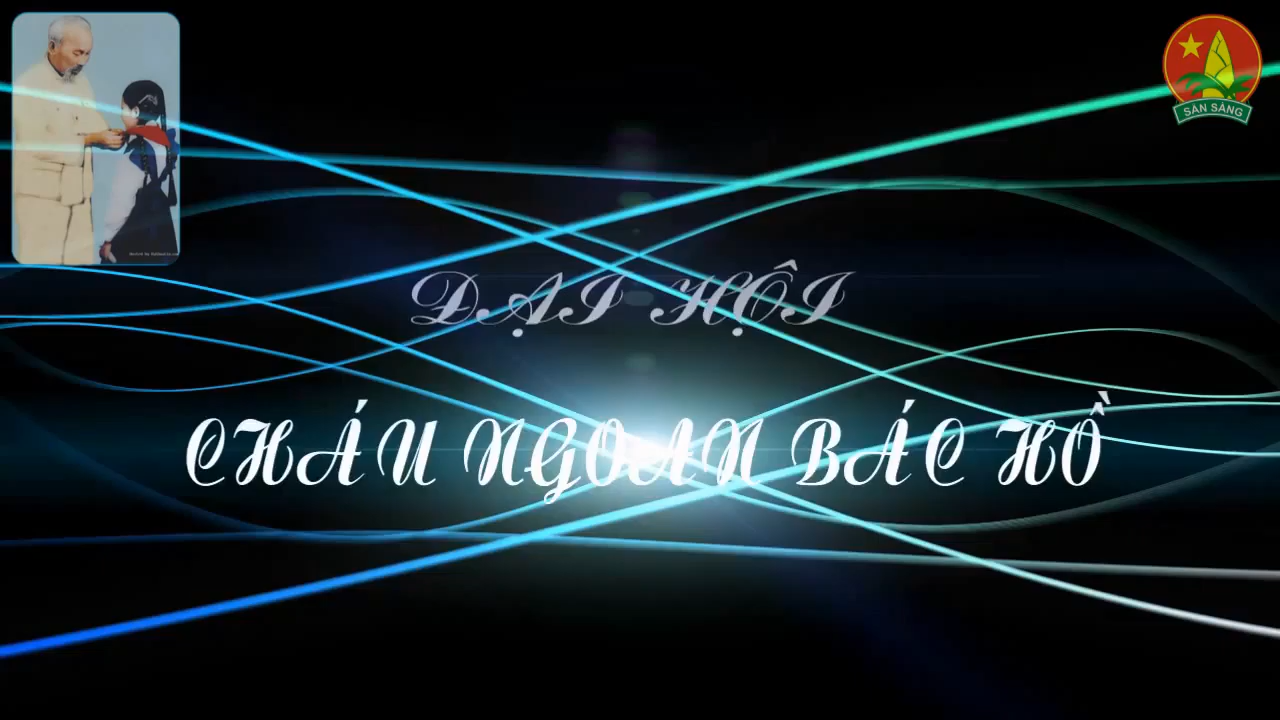 SẴN SÀNG
ĐẠI HỘI
CHÁU NGOAN BÁC HỒ